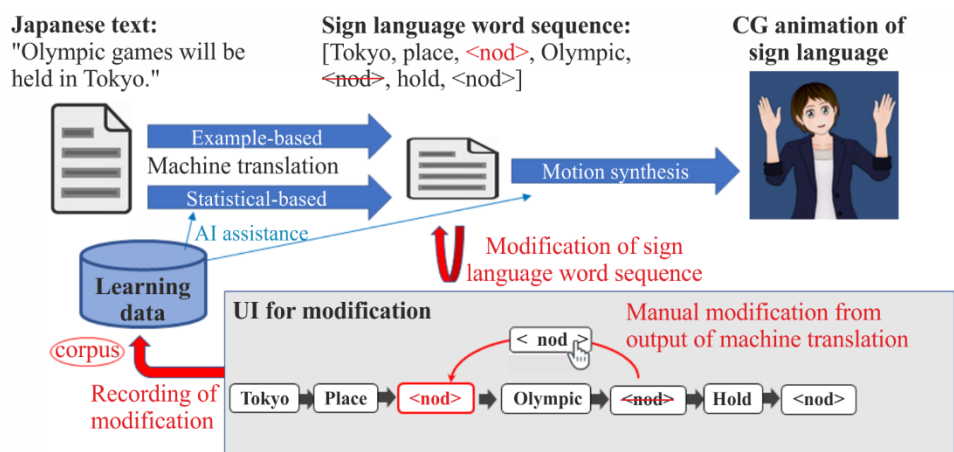 Japanese text:
"Olympic games will be
held in Tokyo."
Sign language word sequence:
[Tokyo, place, <nod>, Olympic,
<nod>, hold, <nod>]
CG animation of
sign language
Example-based
Machine translation
Statistical-based
Motion synthesis
AI assistance
Learning
data
Modification of sign
language word sequence
corpus
Recording of
modification
UI for modification
Manual modification from
output of machine translation
< nod >
Tokyo
Place
<nod>
Olympic
<nod>
Hold
<nod>